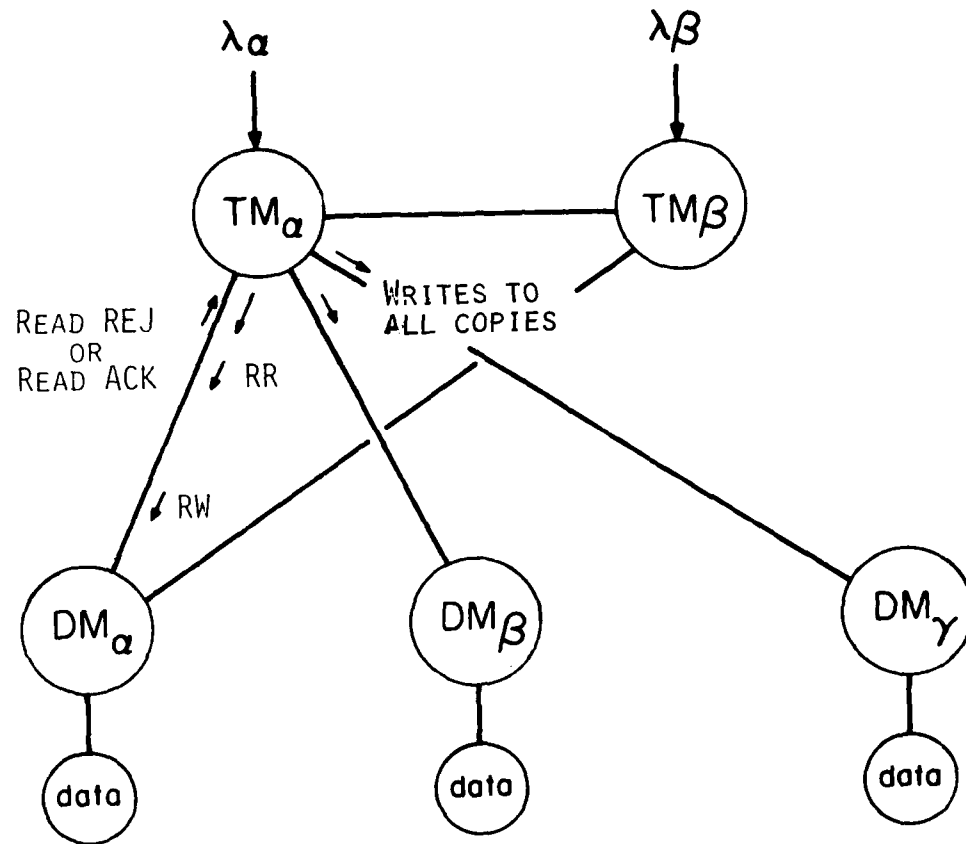 λα
λβ
TMα
TMβ
WRITES TO
ALL COPIES
READ REJ
OR
READ ACK
RR
RW
DMα
DMβ
DMγ
data
data
data